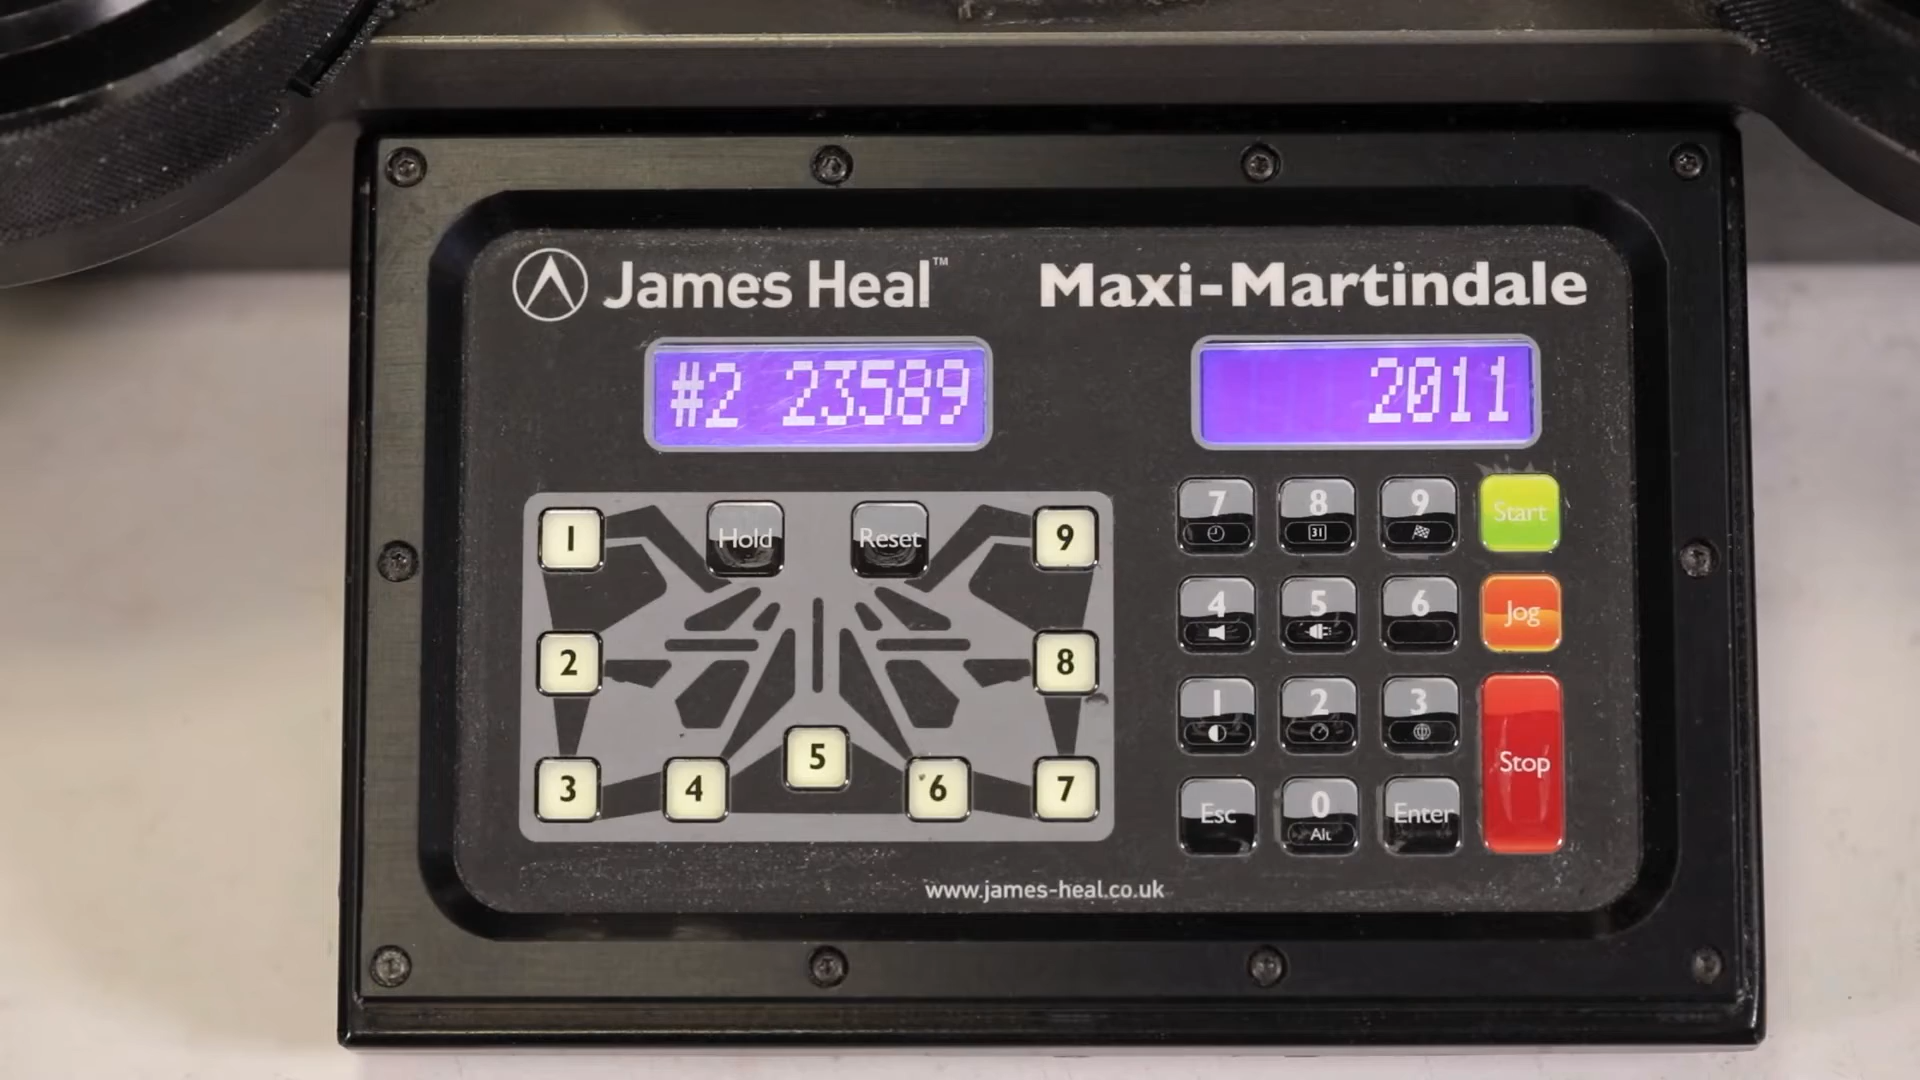 James Heal™ Maxi-Martindale
#2 23589 2011
1 Hold Reset 9
7 8 9 Start
31
2 8
4 5 6 Jog
3 4 5 6 7
1 2 3 Stop
Esc 0 Enter
Alt
www.james-heal.co.uk